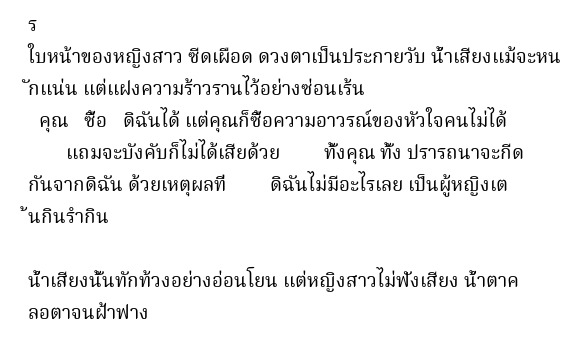 ร
ใบหน้าของหญิงสาว ซีดเผือด ดวงตาเป็นประกายวับ น้ำเสียงแม้จะหน
ักแน่น แต่แฝงความร้าวรานไว้อย่างซ่อนเร้น
คุณ ซื้อ ดิฉันได้ แต่คุณก็ซื้อความอาวรณ์ของหัวใจคนไม่ได้
แถมจะบังคับก็ไม่ได้เสียด้วย ทั้งคุณ ทั้ง ปรารถนาจะกีด
กันจากดิฉัน ด้วยเหตุผลที่ ดิฉันไม่มีอะไรเลย เป็นผู้หญิงเต
้นกินรำกิน
น้ำเสียงนั้นทักท้วงอย่างอ่อนโยน แต่หญิงสาวไม่ฟังเสียง น้ำตาค
ลอตาจนฝ้าฟาง